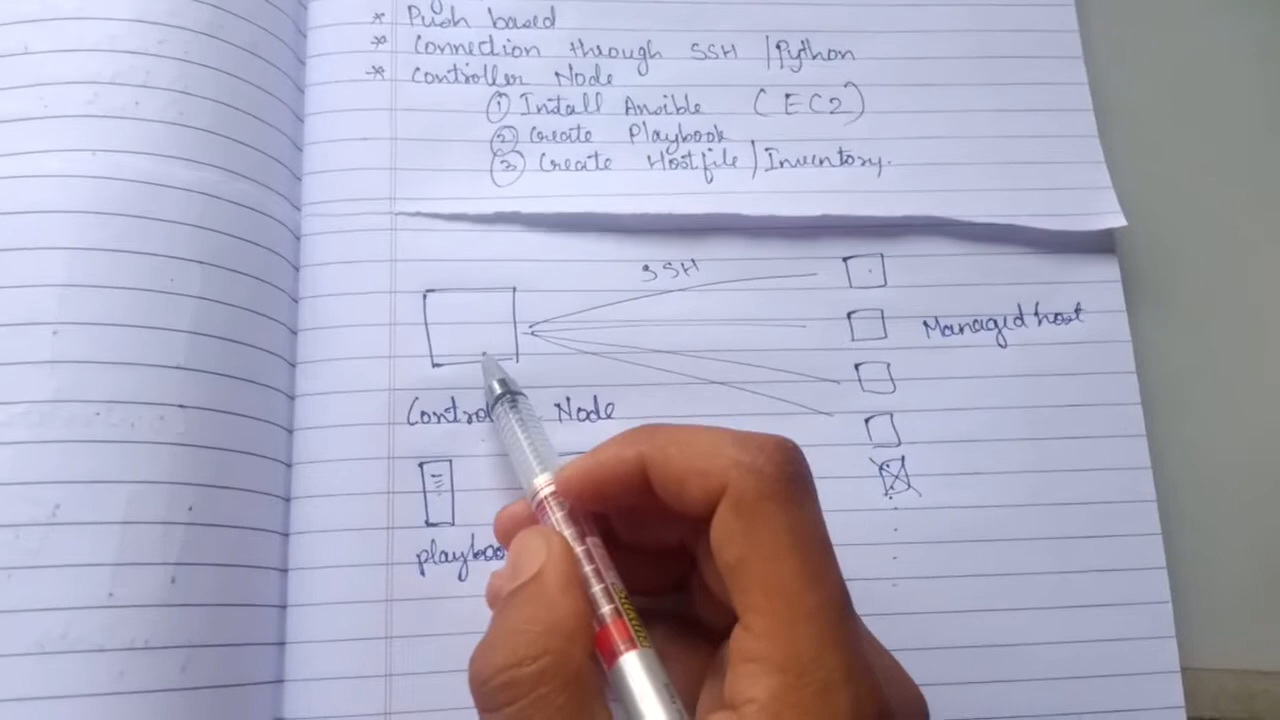 * Push based
* Connection through SSH / Python
* Controller Node
① Install Ansible (EC2)
② Create Playbook
③ Create Hostfile / Inventory.
SSH
Managed host
Node